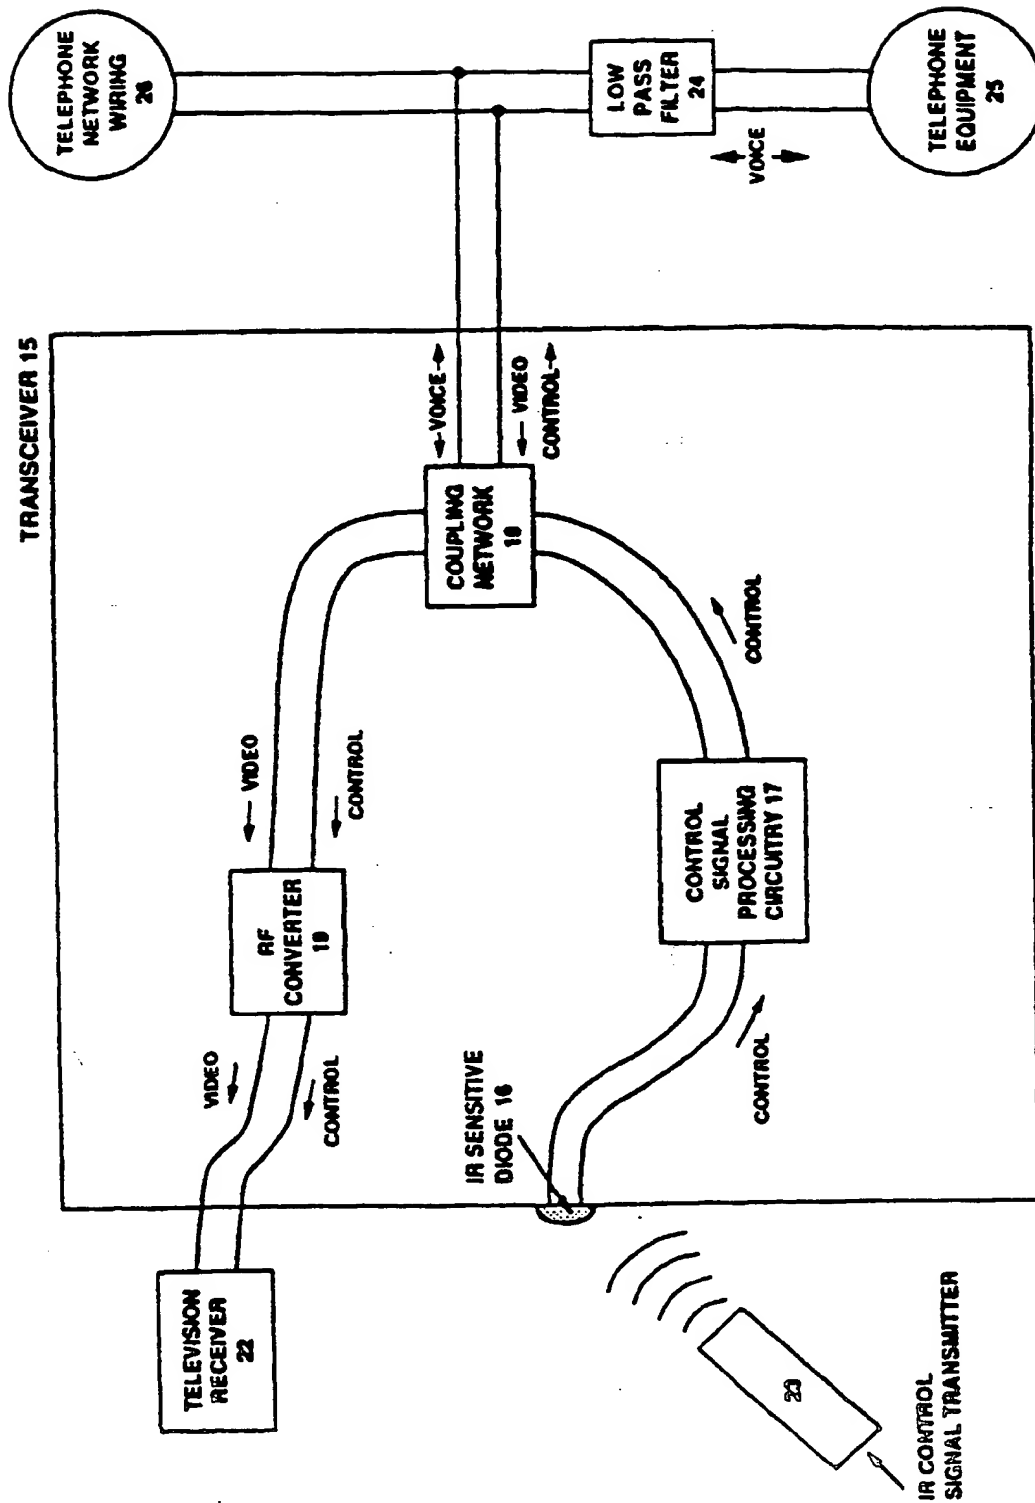 TRANSCEIVER 15
TELEPHONE
NETWORK
WIRING
26
TELEVISION
RECEIVER
22
VIDEO
CONTROL
RF
CONVERTER
19
VIDEO
CONTROL
COUPLING
NETWORK
18
VOICE
VIDEO
CONTROL
IR SENSITIVE
DIODE 16
LOW
PASS
FILTER
24
VOICE
TELEPHONE
EQUIPMENT
25
CONTROL
CONTROL
SIGNAL
PROCESSING
CIRCUITRY 17
CONTROL
23
IR CONTROL
SIGNAL TRANSMITTER